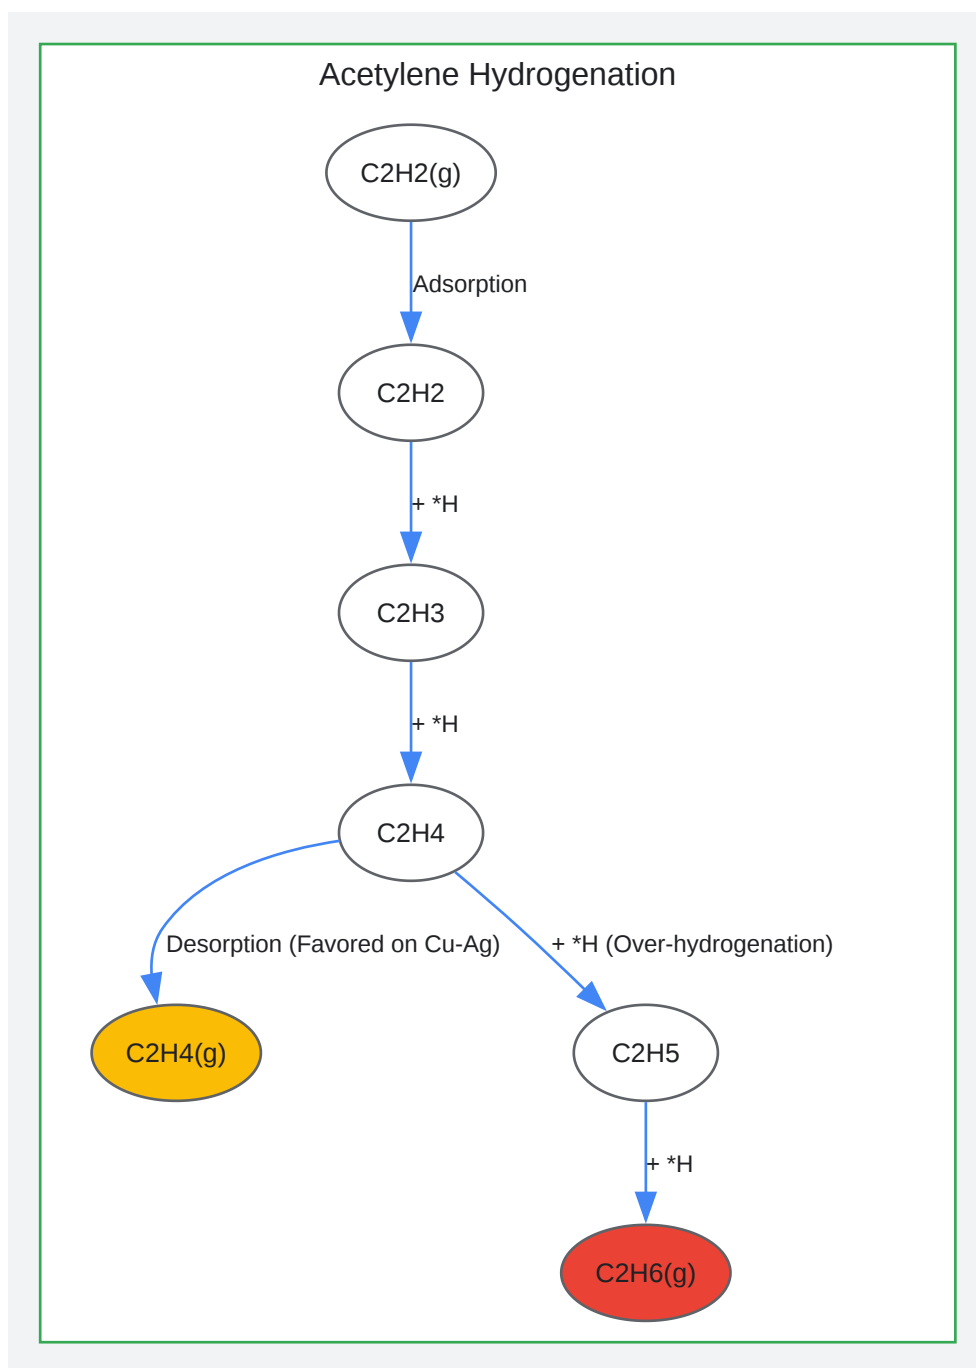 Acetylene Hydrogenation
C2H2(g)
Adsorption
C2H2
+ *H
C2H3
+ *H
C2H4
Desorption (Favored on Cu-Ag)
+ *H (Over-hydrogenation)
C2H4(g)
C2H5
+ *H
C2H6(g)